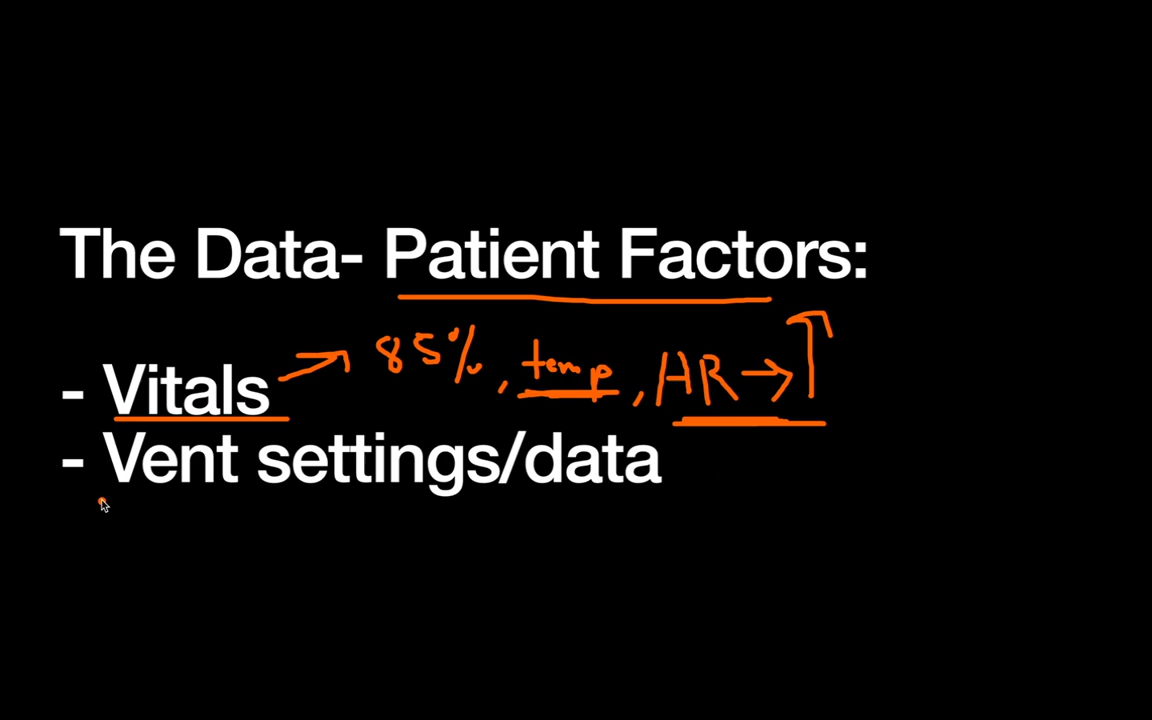 The Data- Patient Factors:
- Vitals → 85%, temp, HR → ↑
- Vent settings/data